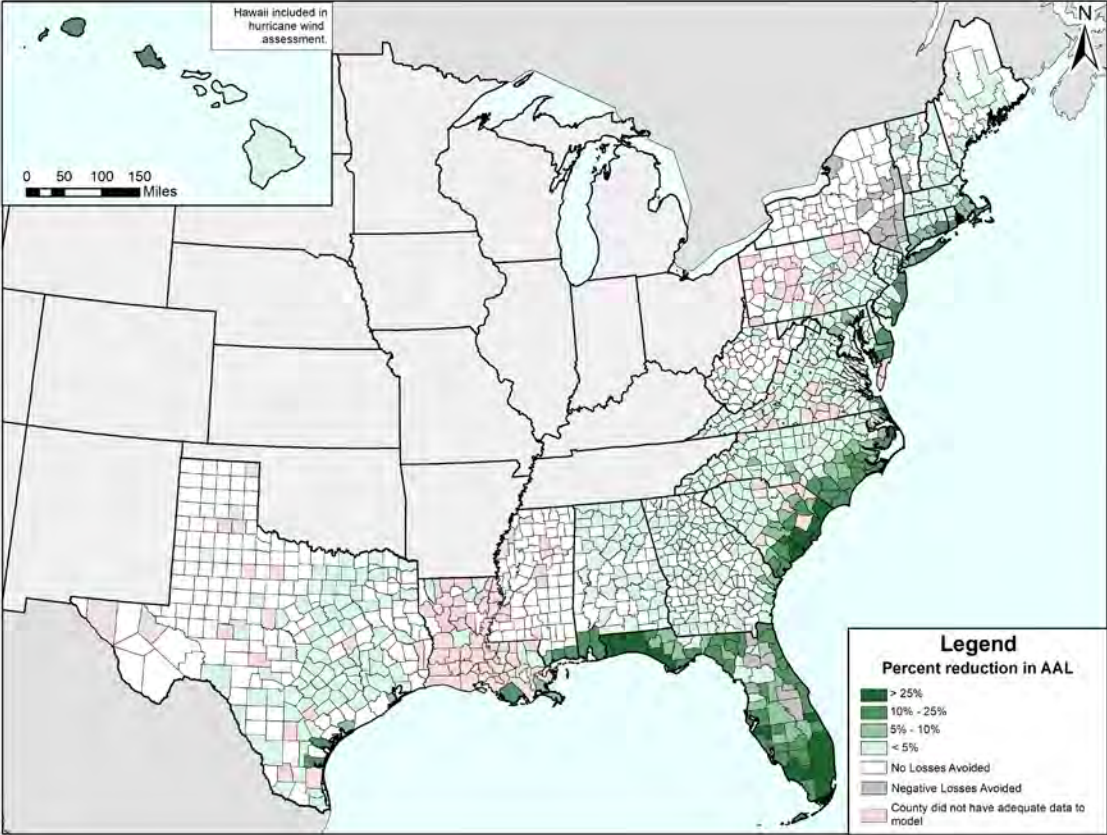 Hawaii included in
hurricane wind
assessment.
N
0 50 100 150
Miles
Legend
Percent reduction in AAL
> 25%
10% - 25%
5% - 10%
< 5%
No Losses Avoided
Negative Losses Avoided
County did not have adequate data to
model